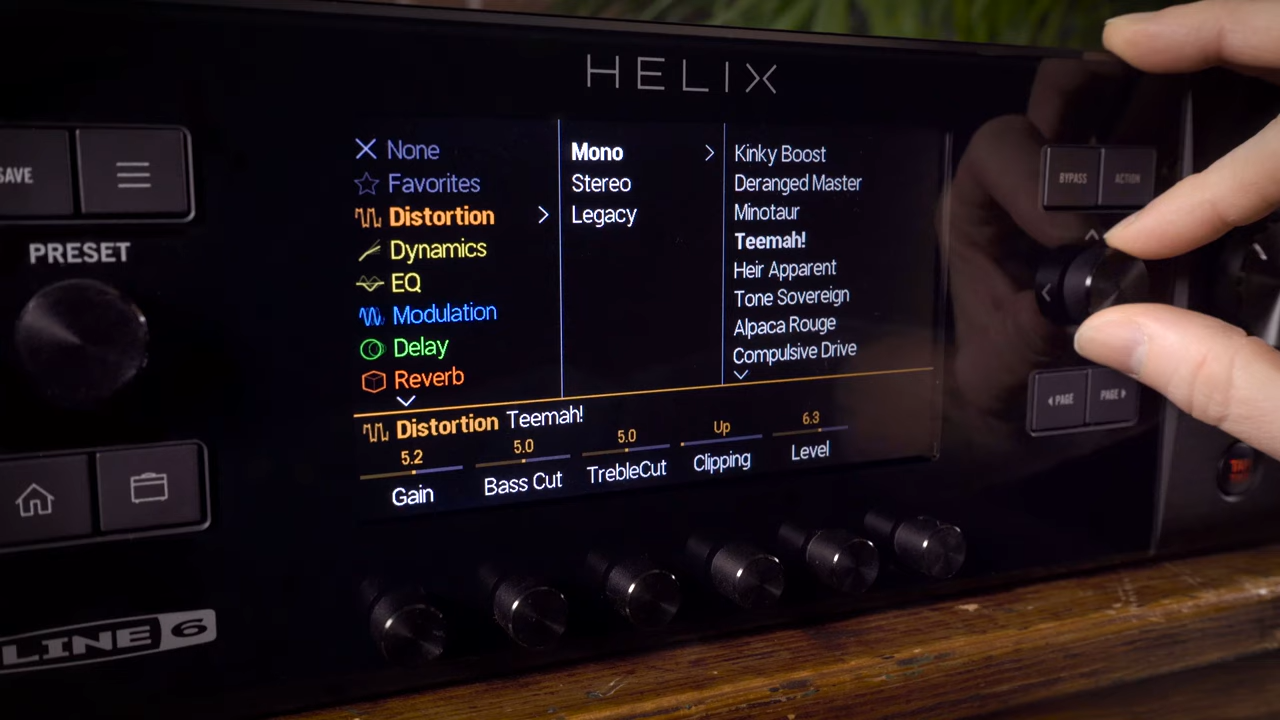 HELIX
SAVE
PRESET
None
Favorites
Distortion
Dynamics
EQ
Modulation
Delay
Reverb
Mono
Stereo
Legacy
Kinky Boost
Deranged Master
Minotaur
Teemah!
Heir Apparent
Tone Sovereign
Alpaca Rouge
Compulsive Drive
Distortion Teemah!
5.2 5.0 5.0 Up 6.3
Gain Bass Cut TrebleCut Clipping Level
BYPASS ACTION
PAGE PAGE
LINE 6